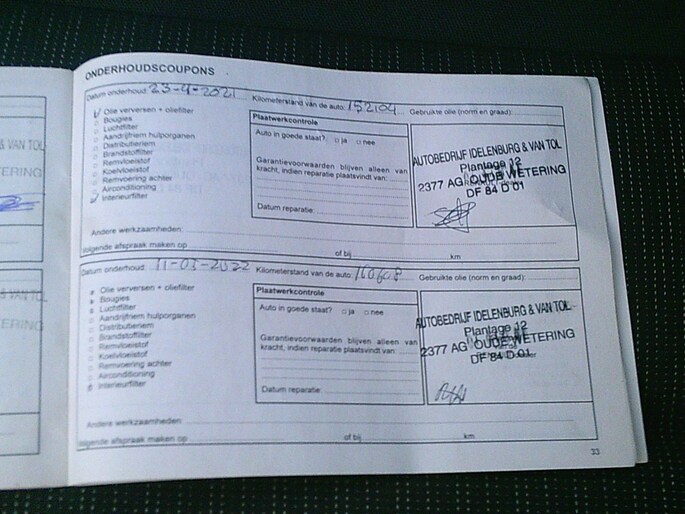 ONDERHOUDSCOUPONS
Datum onderhoud: 23-4-2021 Kilometerstand van de auto: 152104 Gebruikte olie (norm en graad):
Olie verversen + oliefilter
Bougies
Luchtfilter
Aandrijfriem hulporganen
Distributieriem
Brandstoffilter
Remvloeistof
Koelvloeistof
Remvoering achter
Airconditioning
Interieurfilter
Plaatwerkcontrole
Auto in goede staat? ja nee
Garantievoorwaarden blijven alleen van
kracht, indien reparatie plaatsvindt van:
Datum reparatie:
AUTOBEDRIJF IDELENBURG & VAN TOL
Plantage 12
2377 AG OUDE WETERING
DF 84 D 01
Andere werkzaamheden:
volgende afspraak maken op of bij km
Datum onderhoud: 11-03-2022 Kilometerstand van de auto: Gebruikte olie (norm en graad):
Olie verversen + oliefilter
Bougies
Luchtfilter
Aandrijfriem hulporganen
Distributieriem
Brandstoffilter
Remvloeistof
Koelvloeistof
Remvoering achter
Airconditioning
Interieurfilter
Plaatwerkcontrole
Auto in goede staat? ja nee
Garantievoorwaarden blijven alleen van
kracht, indien reparatie plaatsvindt van:
Datum reparatie:
AUTOBEDRIJF IDELENBURG & VAN TOL
Plantage 12
2377 AG OUDE WETERING
DF 84 D 01
Andere werkzaamheden:
volgende afspraak maken op of bij km
33
& VAN TOL
TERING
& VAN TOL
ERING